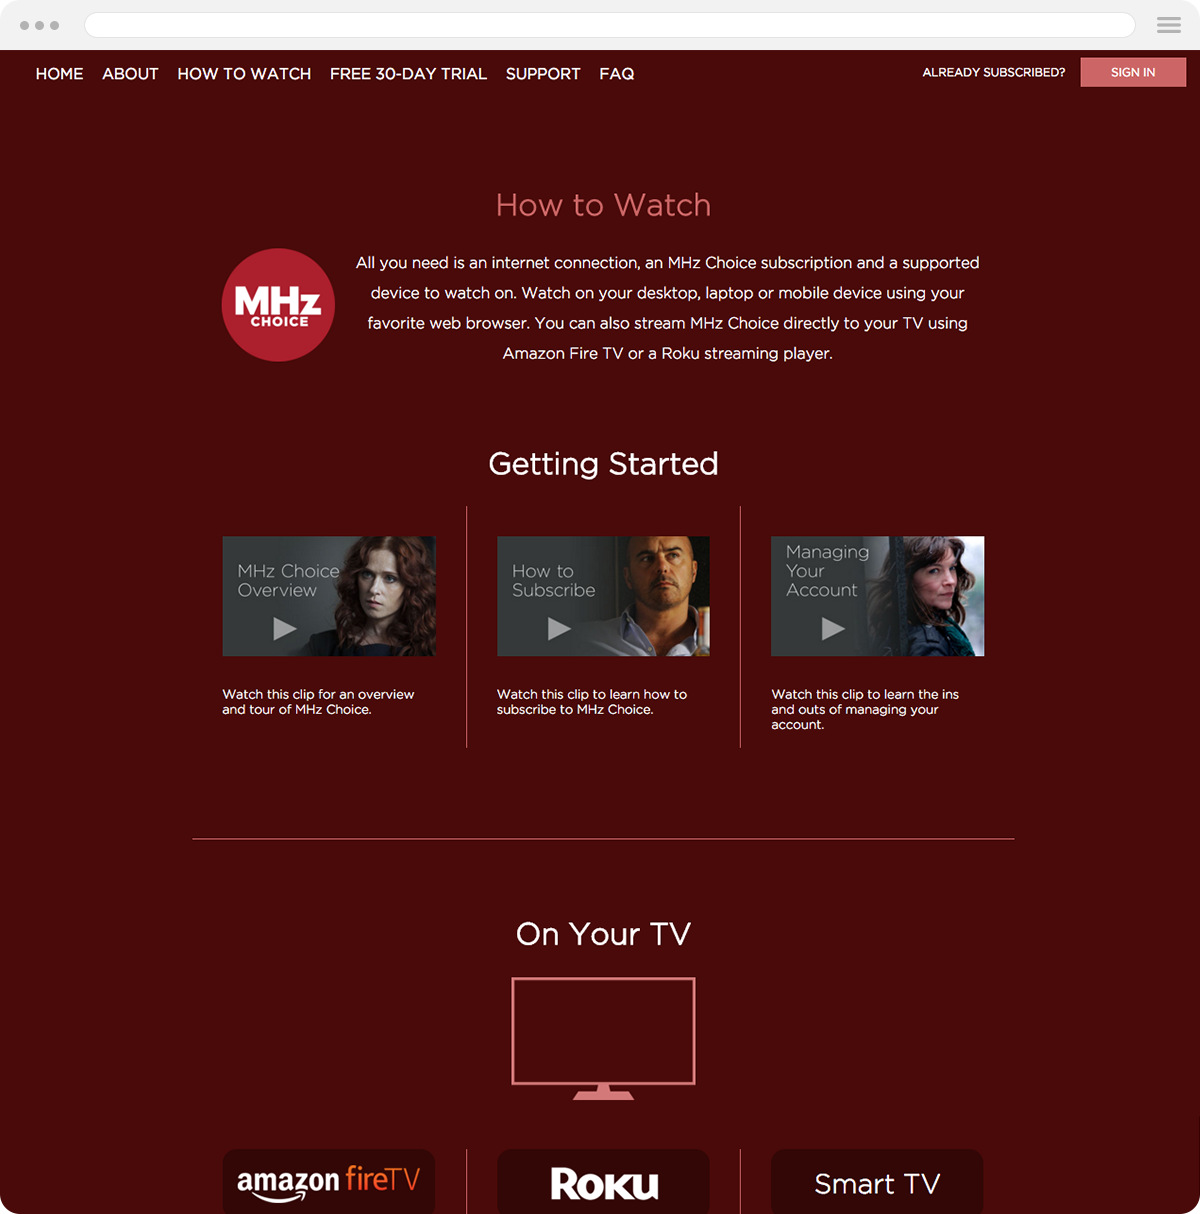 HOME ABOUT HOW TO WATCH FREE 30-DAY TRIAL SUPPORT FAQ ALREADY SUBSCRIBED? SIGN IN
How to Watch
MHz
CHOICE
All you need is an internet connection, an MHz Choice subscription and a supported
device to watch on. Watch on your desktop, laptop or mobile device using your
favorite web browser. You can also stream MHz Choice directly to your TV using
Amazon Fire TV or a Roku streaming player.
Getting Started
MHz Choice
Overview
Watch this clip for an overview
and tour of MHz Choice.
How to
Subscribe
Watch this clip to learn how to
subscribe to MHz Choice.
Managing
Your
Account
Watch this clip to learn the ins
and outs of managing your
account.
On Your TV
amazon fireTV
ROKU
Smart TV